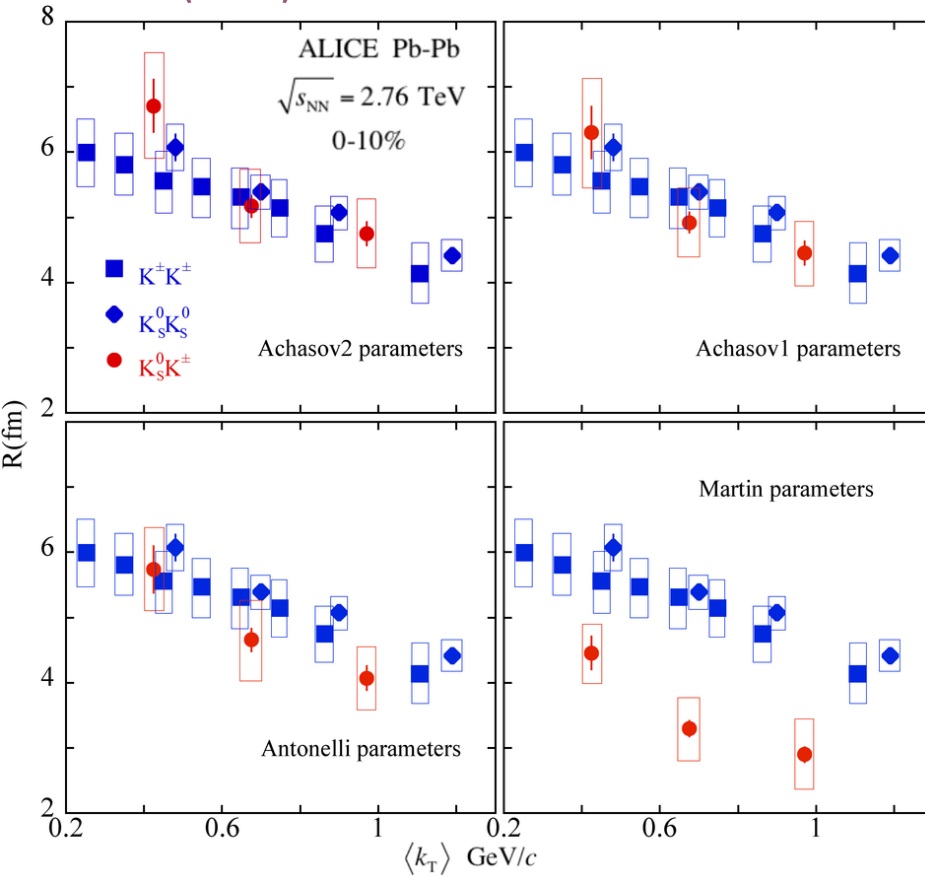 8
ALICE Pb-Pb
√sNN = 2.76 TeV
0-10%
6
K±K±
K0SK0S
K0SK±
4
Achasov2 parameters
Achasov1 parameters
2
R(fm)
Martin parameters
6
4
Antonelli parameters
2
0.2 0.6 1 0.2 0.6 1
⟨kT⟩ GeV/c